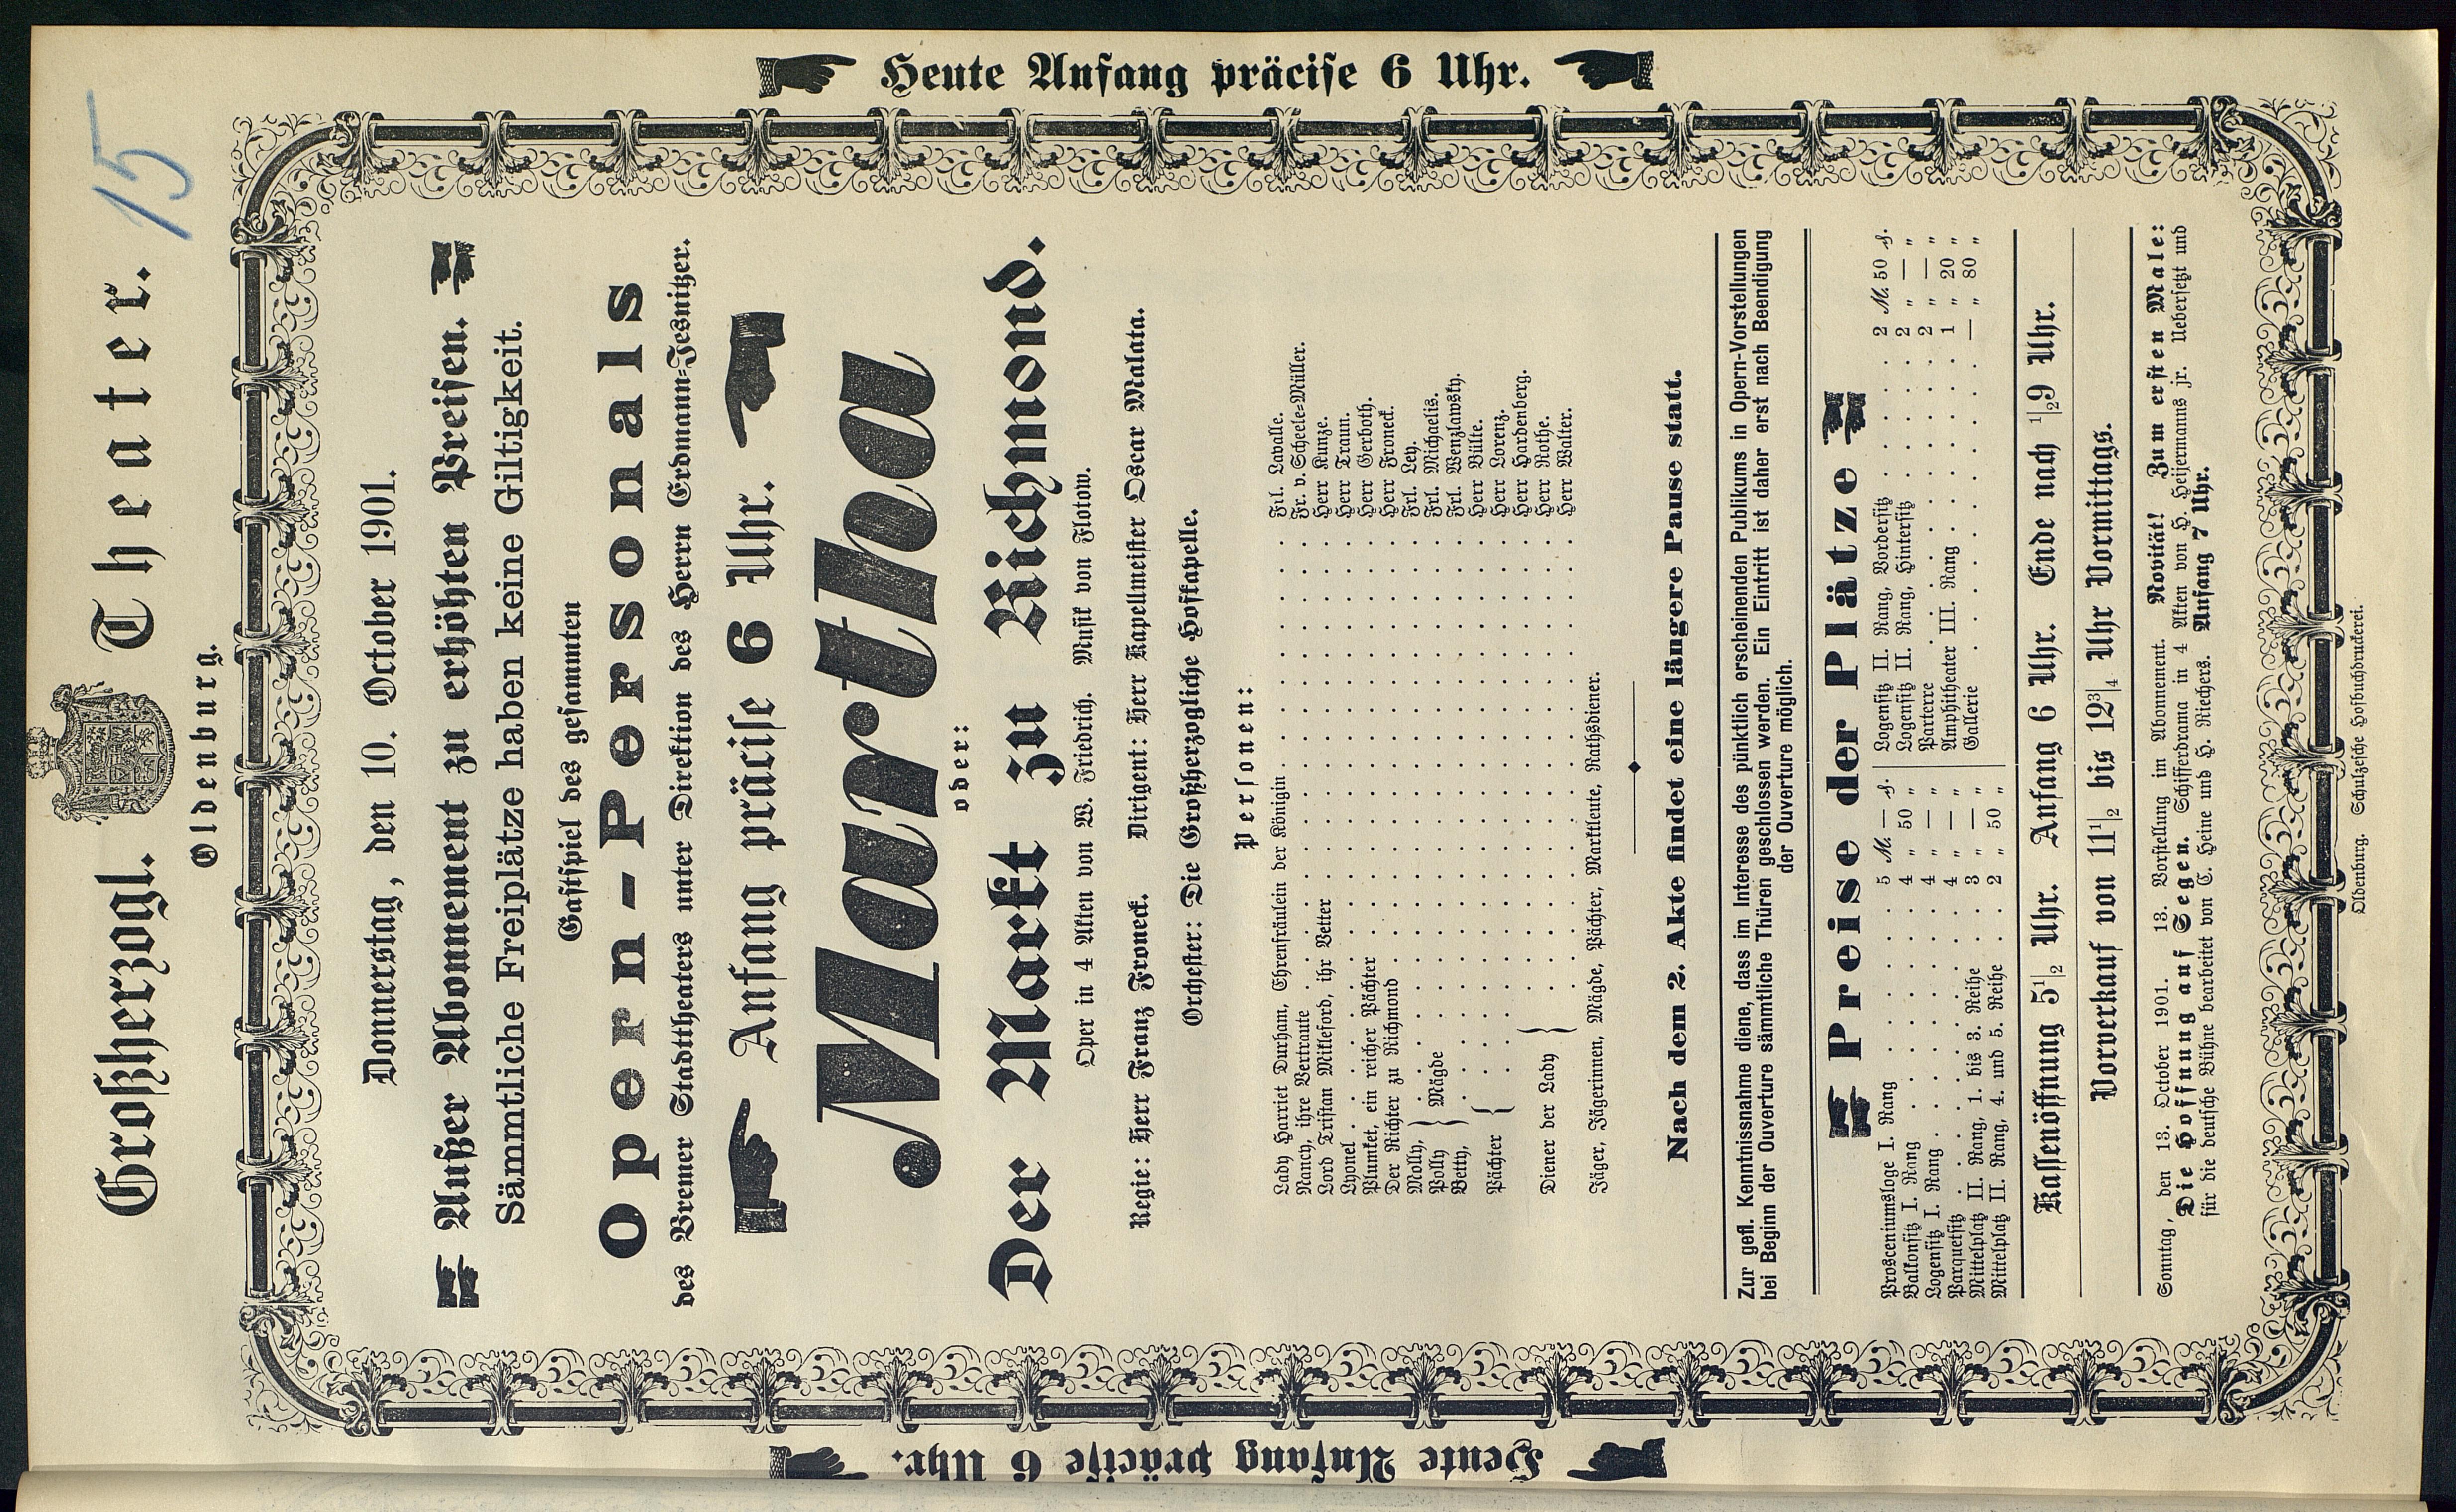 15
Großherzogl. Theater.
Oldenburg.
Heute Anfang präcise 6 Uhr.
Heute Anfang präcise 6 Uhr.
Donnerstag, den 10. October 1901.
Außer Abonnement zu erhöhten Preisen.
Sämmtliche Freiplätze haben keine Giltigkeit.
Gastspiel des gesammten
Opern-Personals
des Bremer Stadttheaters unter Direktion des Herrn Erdmann-Jesnitzer.
Anfang präcise 6 Uhr.
Martha
oder:
Der Markt zu Richmond.
Oper in 4 Akten von W. Friedrich. Musik von Flotow.
Regie: Herr Franz Froneck. Dirigent: Herr Kapellmeister Oscar Malata.
Orchester: Die Großherzogliche Hofkapelle.
Personen:
Lady Harriet Durham, Ehrenfräulein der Königin . . . Frl. Lavalle.
Nancy, ihre Vertraute . . . Fr. v. Scheele-Müller.
Lord Tristan Miklesord, ihr Vetter . . . Herr Kunze.
Lyonel . . . Herr Traun.
Plumket, ein reicher Pächter . . . Herr Gerboth.
Der Richter zu Richmond . . . Herr Froneck.
Molly, } . . . Frl. Ley.
Polly } Mägde . . . Frl. Michaelis.
Betty, } . . . Frl. Wenzlawsky.
Pächter { . . . Herr Bülte.
Herr Lorenz.
Diener der Lady } . . . Herr Hardenberg.
Herr Rothe.
Herr Walter.
Jäger, Jägerinnen, Mägde, Pächter, Marktleute, Rathsdiener.
Nach dem 2. Akte findet eine längere Pause statt.
Zur gefl. Kenntnissnahme diene, dass im Interesse des pünktlich erscheinenden Publikums in Opern-Vorstellungen
bei Beginn der Ouverture sämmtliche Thüren geschlossen werden. Ein Eintritt ist daher erst nach Beendigung
der Ouverture möglich.
Preise der Plätze
Prosceniumsloge I. Rang . . . 5 M. — ₰.
Balkonsitz I. Rang . . . 4 " 50 "
Logensitz I. Rang . . . 4 " — "
Parquetsitz . . . 4 " — "
Mittelplatz II. Rang, 1. bis 3. Reihe . . . 3 " — "
Mittelplatz II. Rang, 4. und 5. Reihe . . . 2 " 50 "
Logensitz II. Rang, Vordersitz . . . 2 M. 50 ₰.
Logensitz II. Rang, Hintersitz . . . 2 " — "
Parterre . . . 2 " — "
Amphitheater III. Rang . . . 1 " 20 "
Gallerie . . . — " 80 "
Kassenöffnung 5½ Uhr. Anfang 6 Uhr. Ende nach ½9 Uhr.
Vorverkauf von 11½ bis 12¾ Uhr Vormittags.
Sonntag, den 13. October 1901. 13. Vorstellung im Abonnement. Novität! Zum ersten Male:
Die Hoffnung auf Segen. Schifferdrama in 4 Akten von H. Heijermanns jr. Uebersetzt und
für die deutsche Bühne bearbeitet von T. Heine und H. Riechers. Anfang 7 Uhr.
Oldenburg. Schulzesche Hofbuchdruckerei.